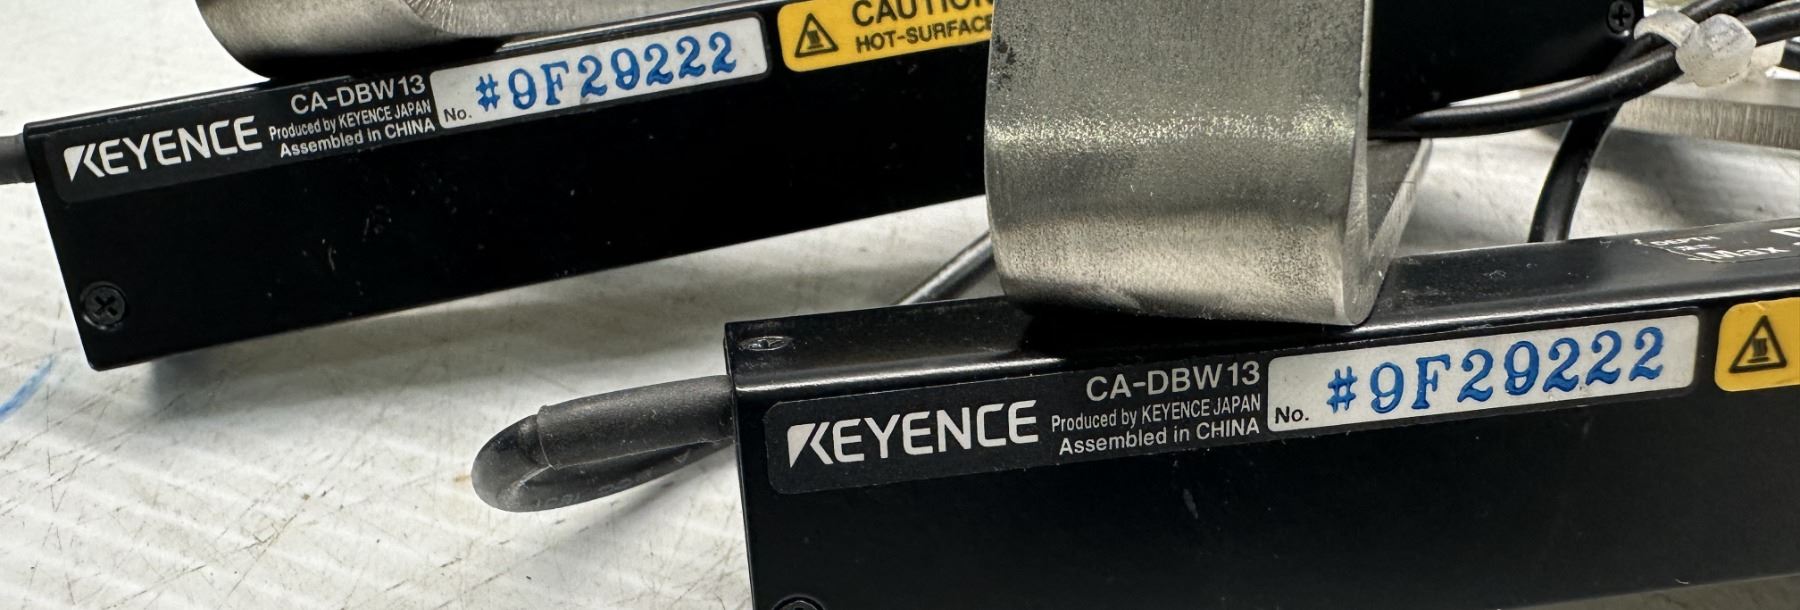 CAUTION
HOT-SURFACE
CA-DBW13
KEYENCE
Produced by KEYENCE JAPAN
Assembled in CHINA
No. #9F29222
Max
CA-DBW13
KEYENCE
Produced by KEYENCE JAPAN
Assembled in CHINA
No. #9F29222